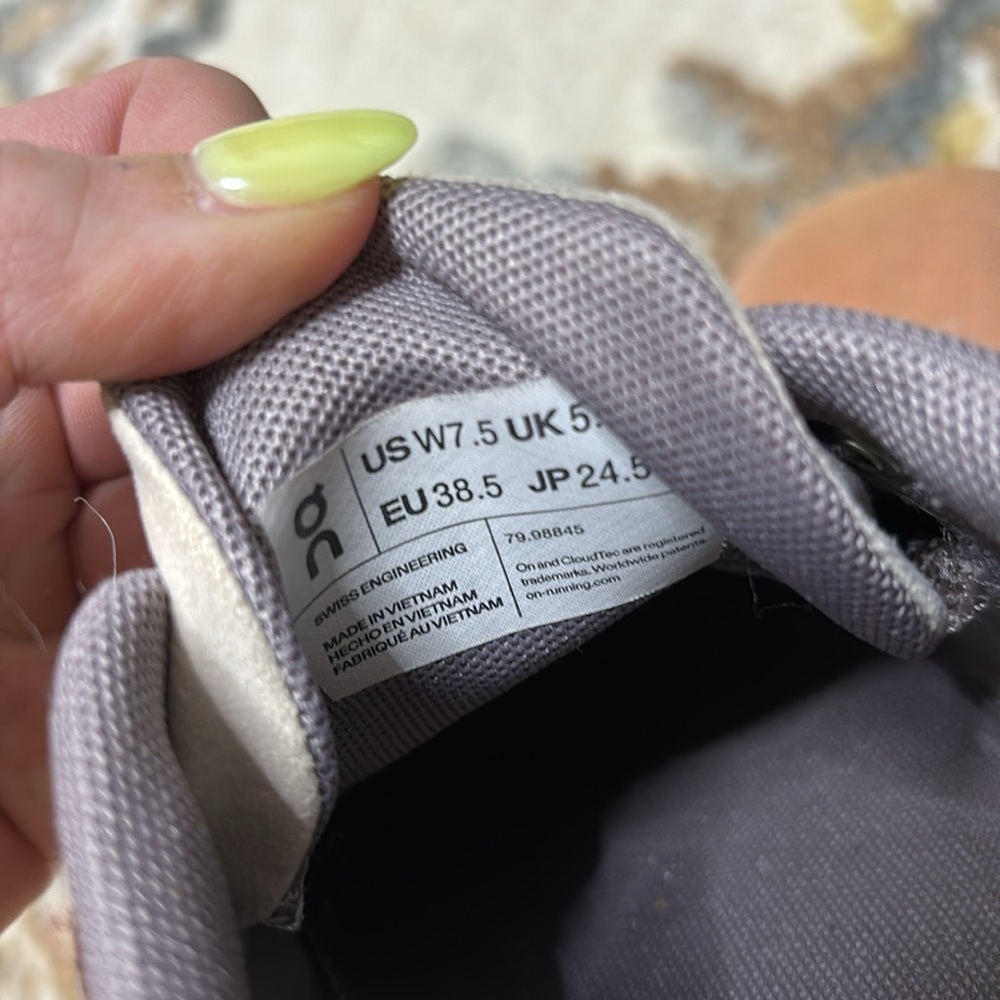 on
US W7.5 UK 5.
EU 38.5 JP 24.5
SWISS ENGINEERING
MADE IN VIETNAM
HECHO EN VIETNAM
FABRIQUÉ AU VIETNAM
79.98845
On and CloudTec are registered
trademarks. Worldwide patents.
on-running.com